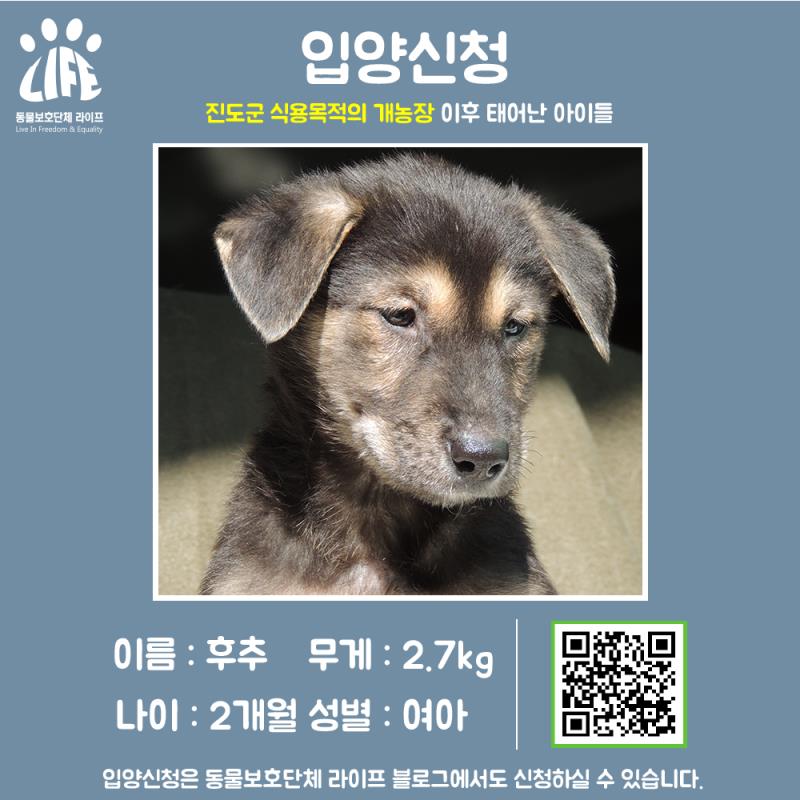 LIFE
동물보호단체 라이프
Live In Freedom & Equality
입양신청
진도군 식용목적의 개농장 이후 태어난 아이들
이름 : 후추 무게 : 2.7kg
나이 : 2개월 성별 : 여아
입양신청은 동물보호단체 라이프 블로그에서도 신청하실 수 있습니다.